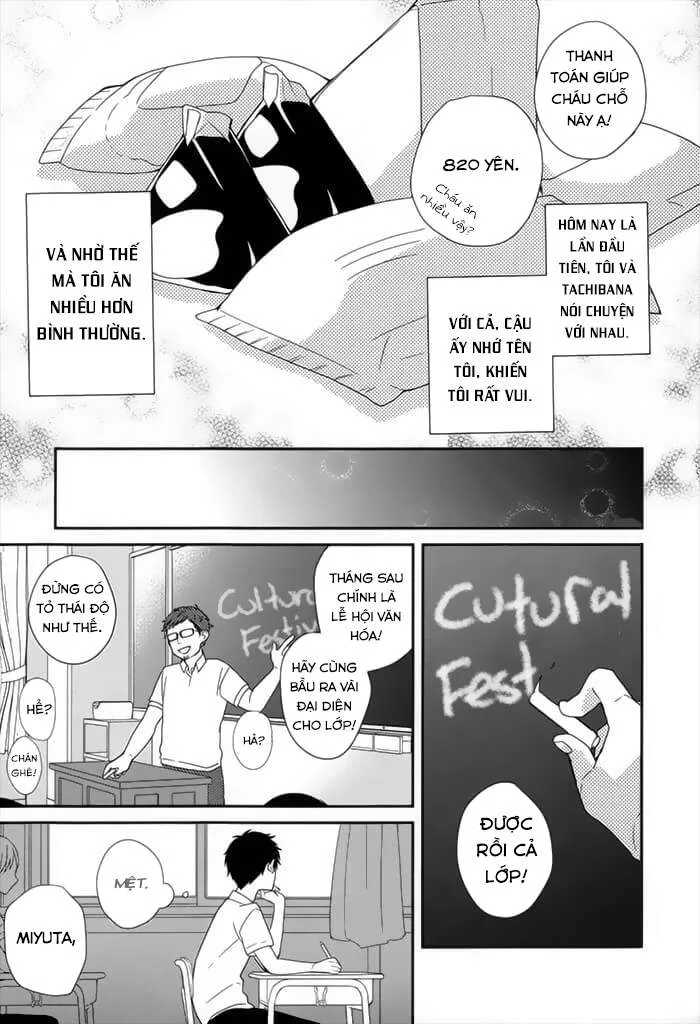 THANH
TOÁN GIÚP
CHÁU CHỖ
NÀY Ạ!
820 YÊN.
Cháu ăn
nhiều vậy?
HÔM NAY LÀ
LẦN ĐẦU
TIÊN, TÔI VÀ
TACHIBANA
NÓI CHUYỆN
VỚI NHAU.
VỚI CẢ, CẬU
ẤY NHỚ TÊN
TÔI, KHIẾN
TÔI RẤT VUI.
VÀ NHỜ THẾ
MÀ TÔI ĂN
NHIỀU HƠN
BÌNH THƯỜNG.
Cutural
Fest
ĐƯỢC
RỒI CẢ
LỚP!
THÁNG SAU
CHÍNH LÀ
LỄ HỘI VĂN
HÓA!
HÃY CÙNG
BẦU RA VÀI
ĐẠI DIỆN
CHO LỚP!
Cultura
Festiv
HẢ?
ĐỪNG CÓ
TỎ THÁI ĐỘ
NHƯ THẾ.
HỂ?
CHÁN
GHÊ!
MỆT.
MIYUTA,